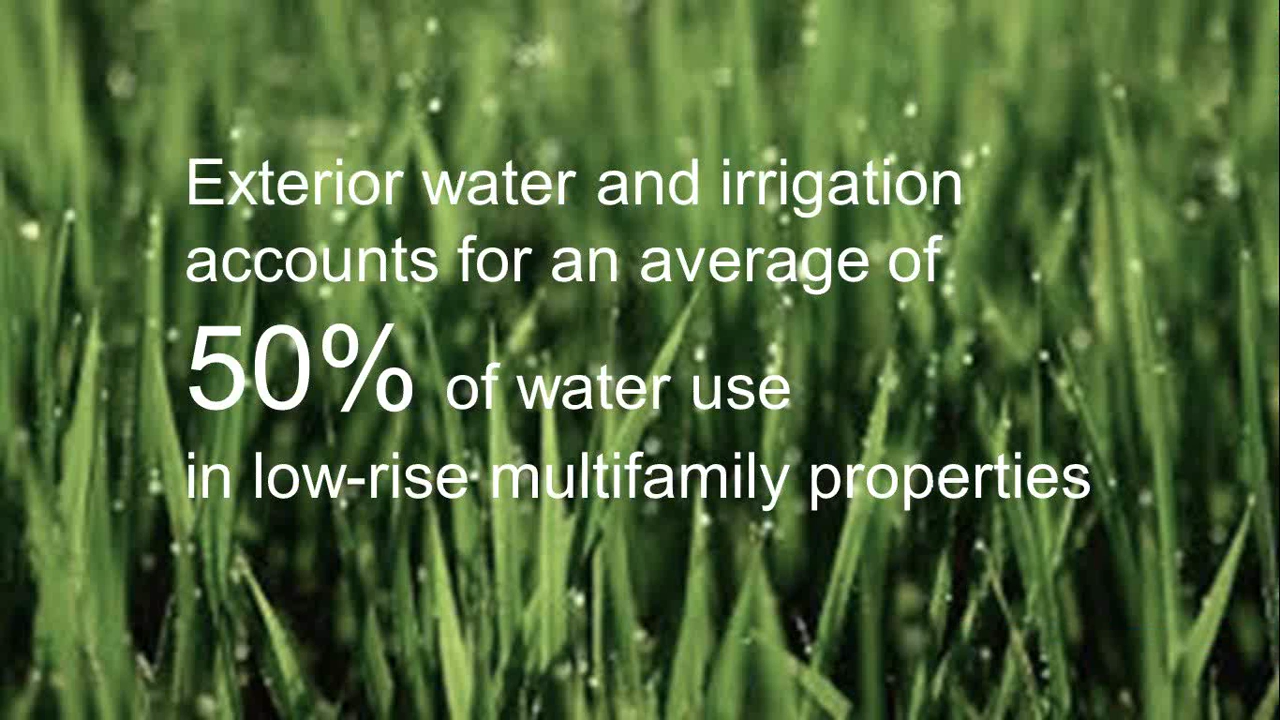 Exterior water and irrigation
accounts for an average of
50% of water use
in low-rise multifamily properties